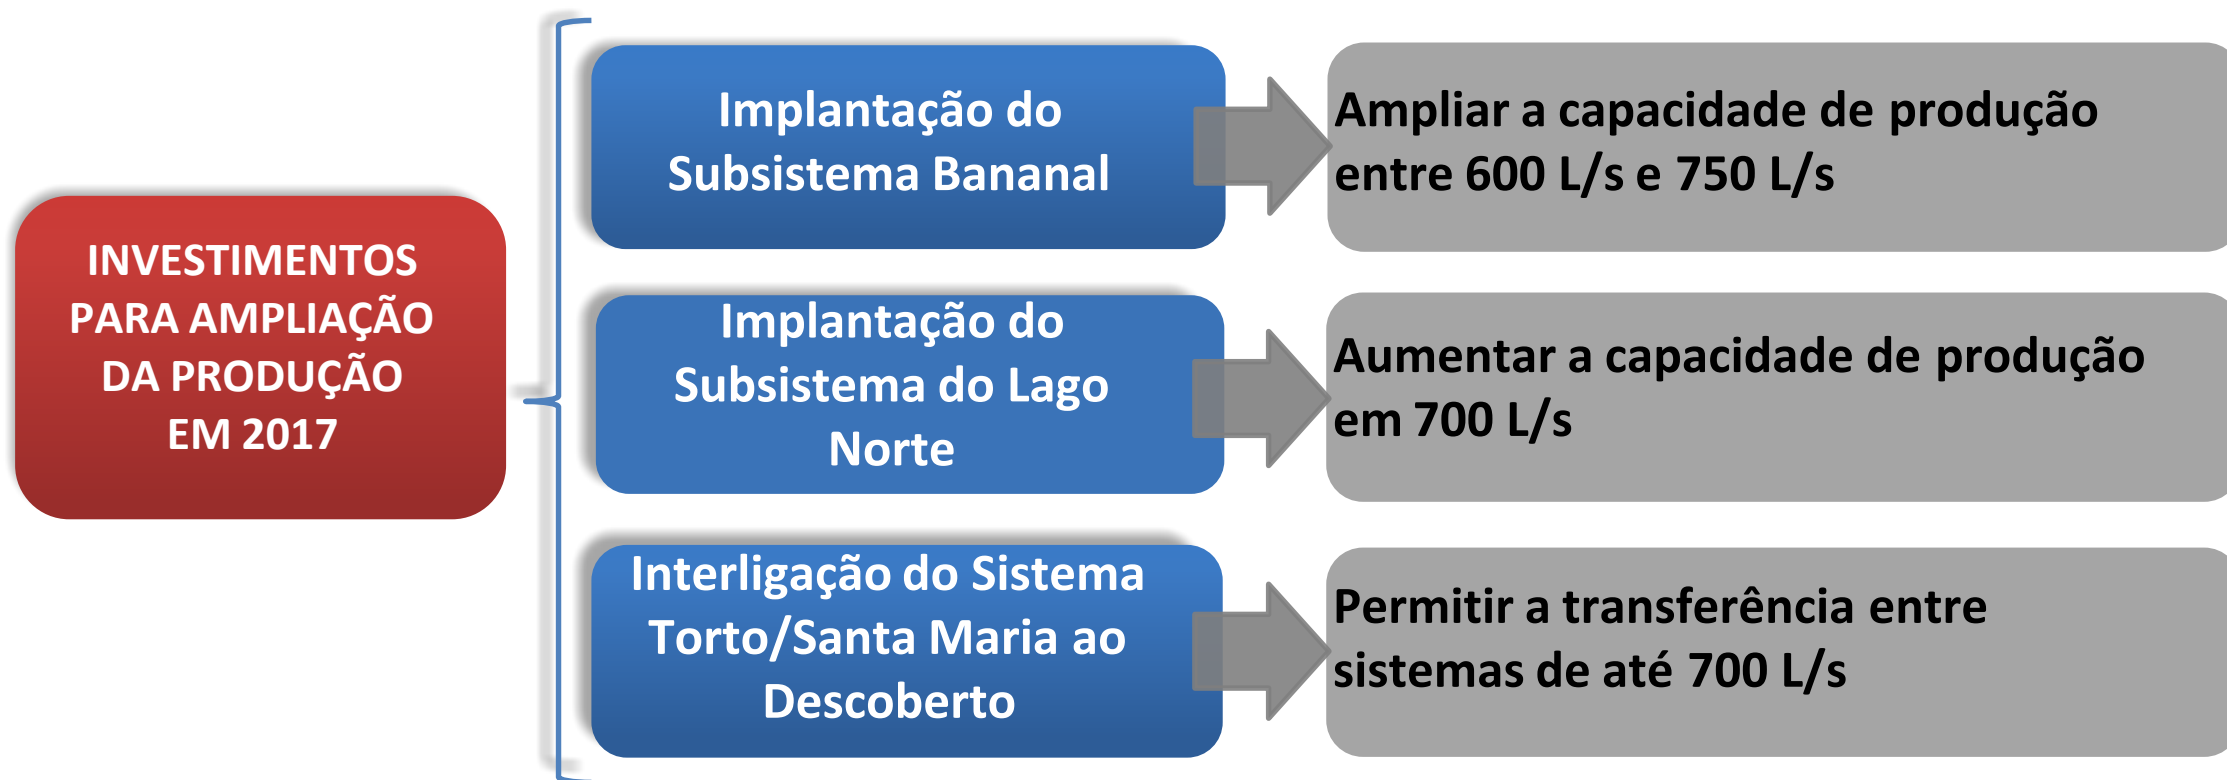 INVESTIMENTOS
PARA AMPLIAÇÃO
DA PRODUÇÃO
EM 2017
Implantação do
Subsistema Bananal
Ampliar a capacidade de produção
entre 600 L/s e 750 L/s
Implantação do
Subsistema do Lago
Norte
Aumentar a capacidade de produção
em 700 L/s
Interligação do Sistema
Torto/Santa Maria ao
Descoberto
Permitir a transferência entre
sistemas de até 700 L/s